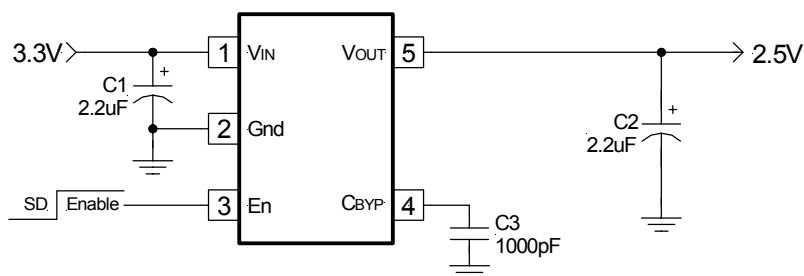 3.3V
C1
+
2.2uF
1 VIN
2 Gnd
3 En
SD Enable
VOUT 5
CBYP 4
2.5V
C2
+
2.2uF
C3
1000pF